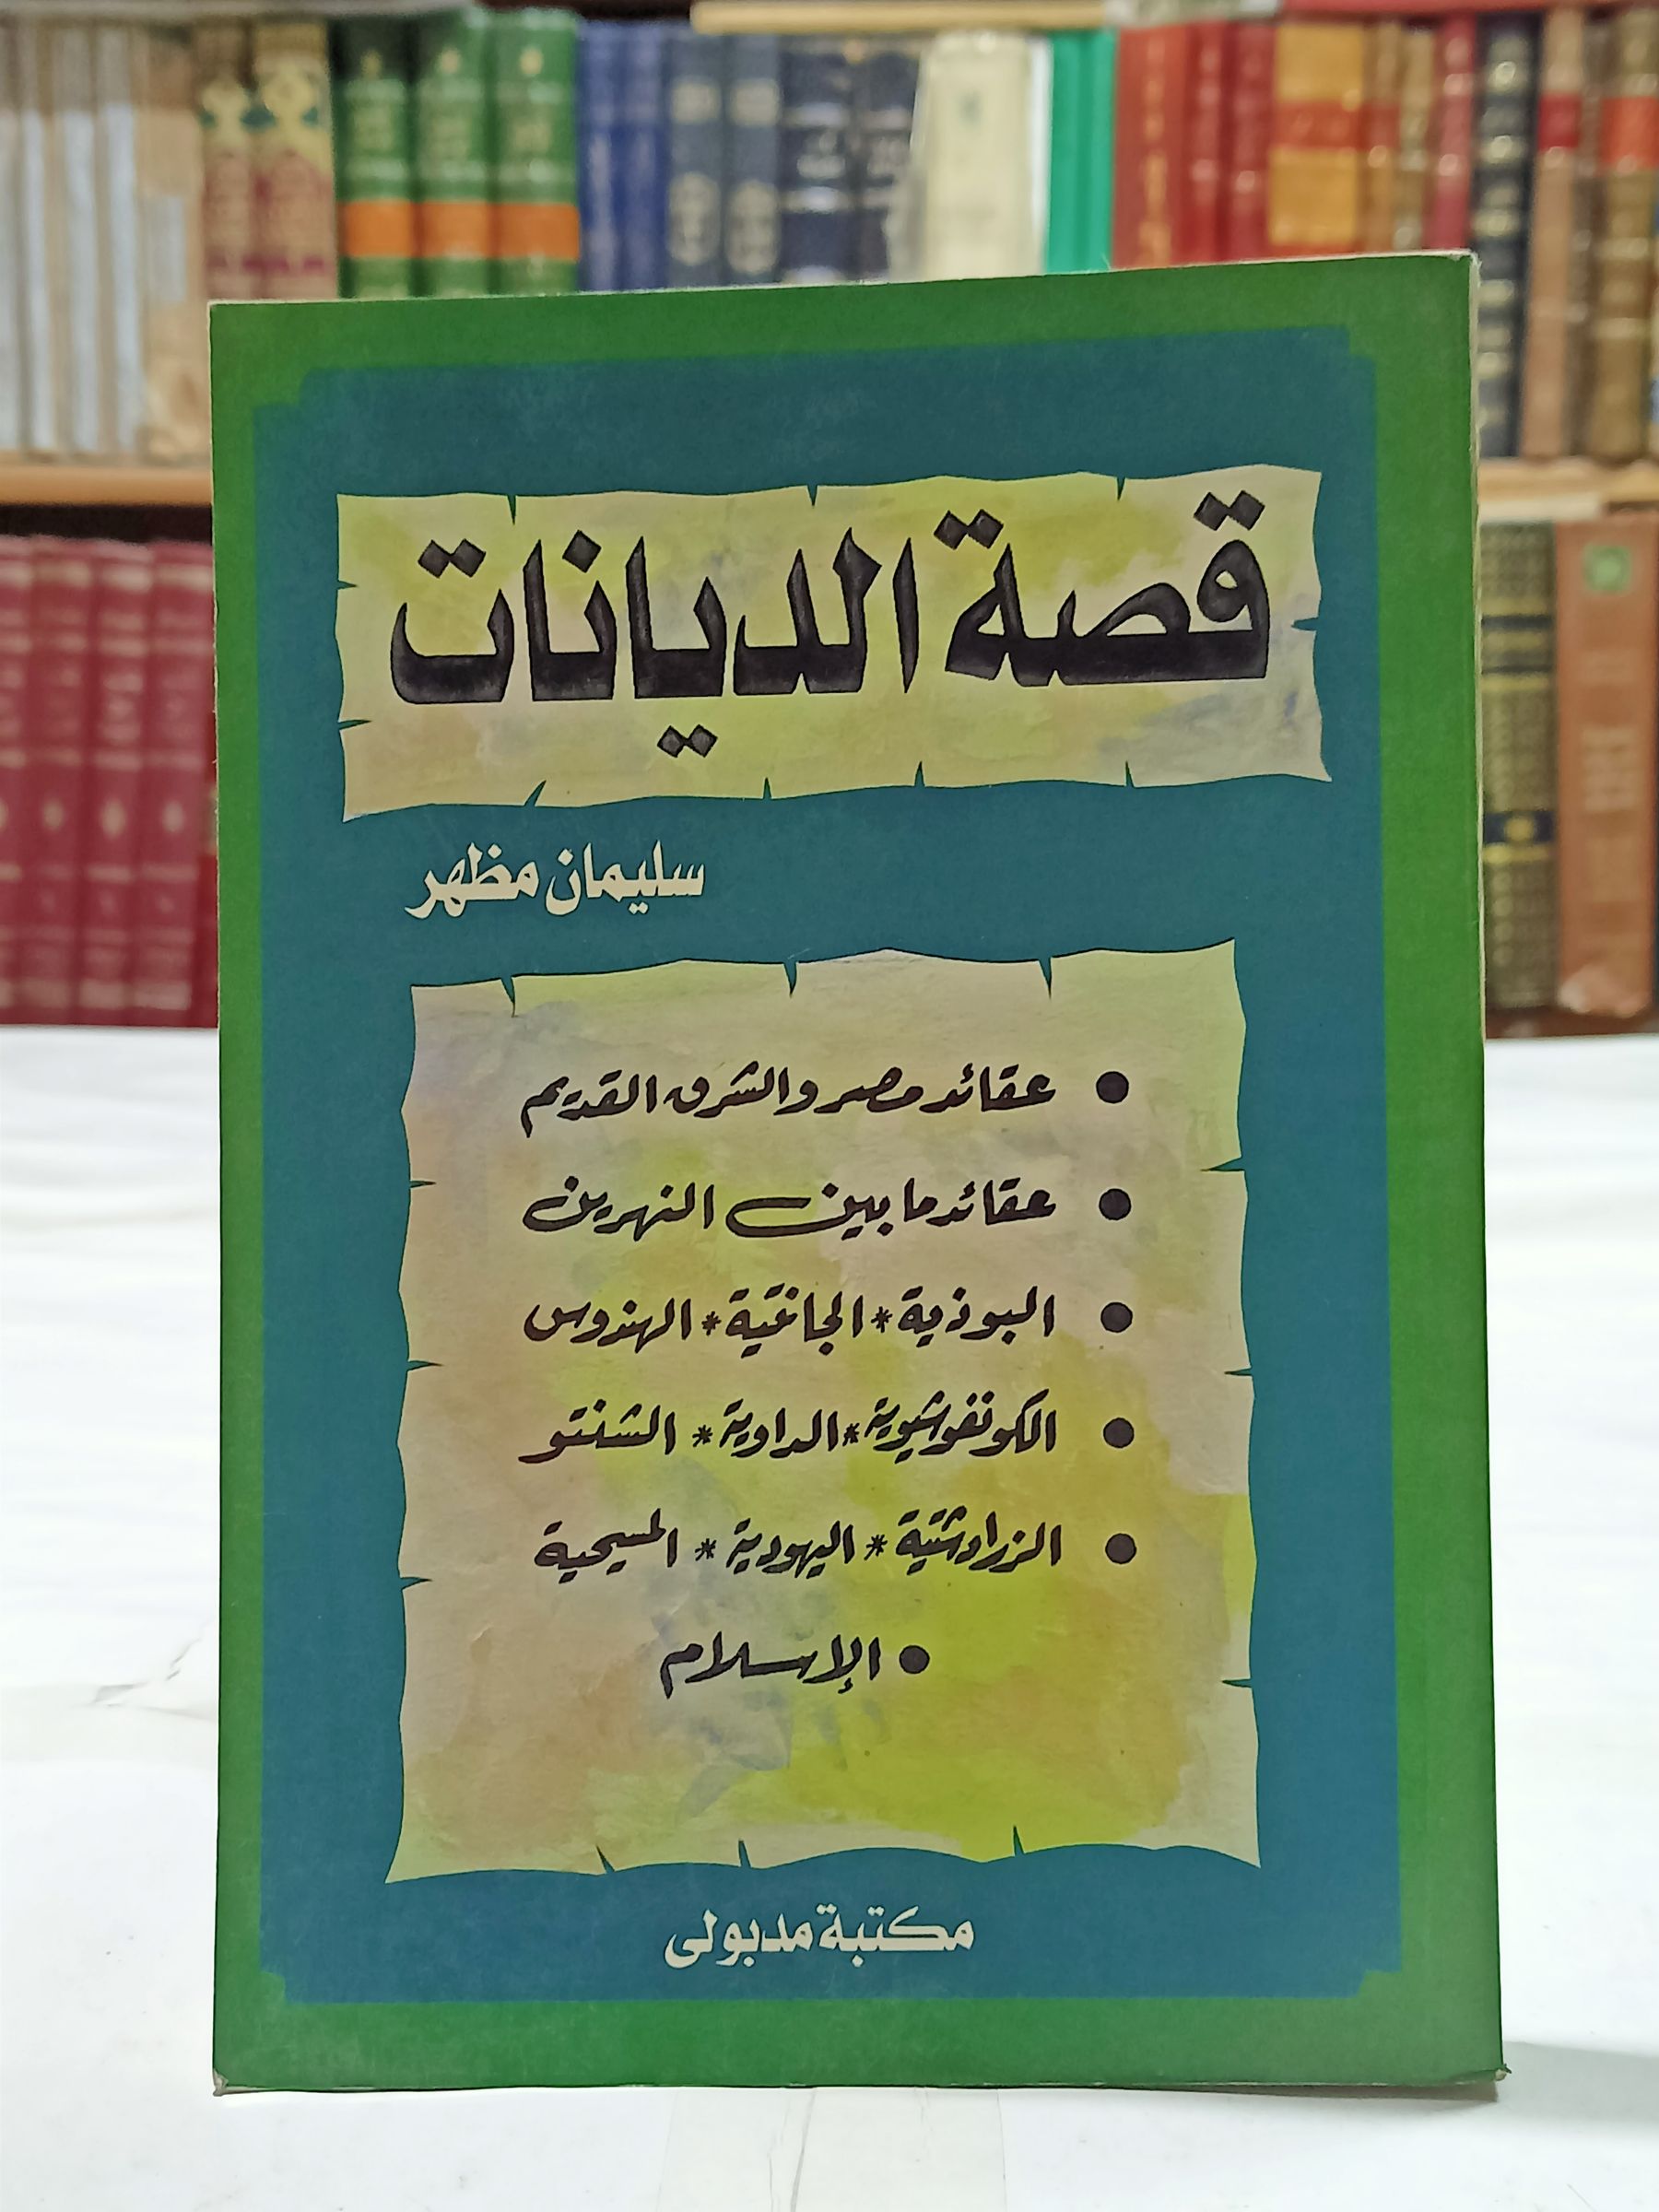 قصة الديانات
سليمان مظهر
● عقائد مصر والشرق القديم
● عقائد ما بين النهرين
● البوذية * الجانتية * الهندوس
● الكونفوشيوية * الداوية * الشنتو
● الزرادشتية * اليهودية * المسيحية
● الإسلام
مكتبة مدبولى